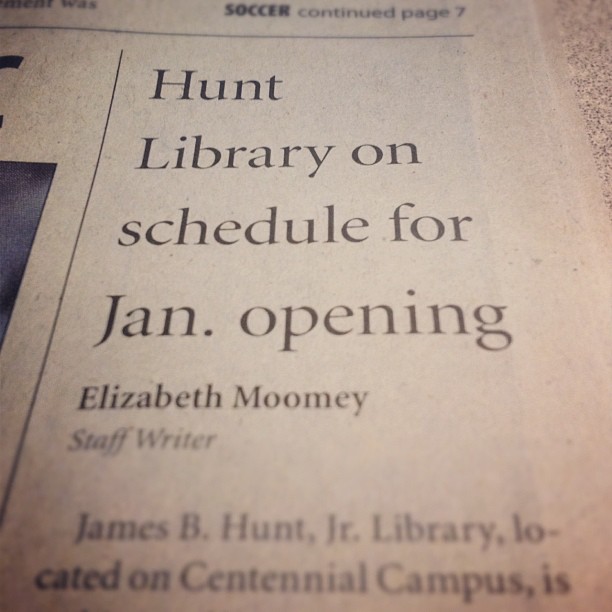 was
SOCCER continued page 7
Hunt
Library on
schedule for
Jan. opening
Elizabeth Moomey
Staff Writer
James B. Hunt, Jr. Library, lo-
cated on Centennial Campus, is